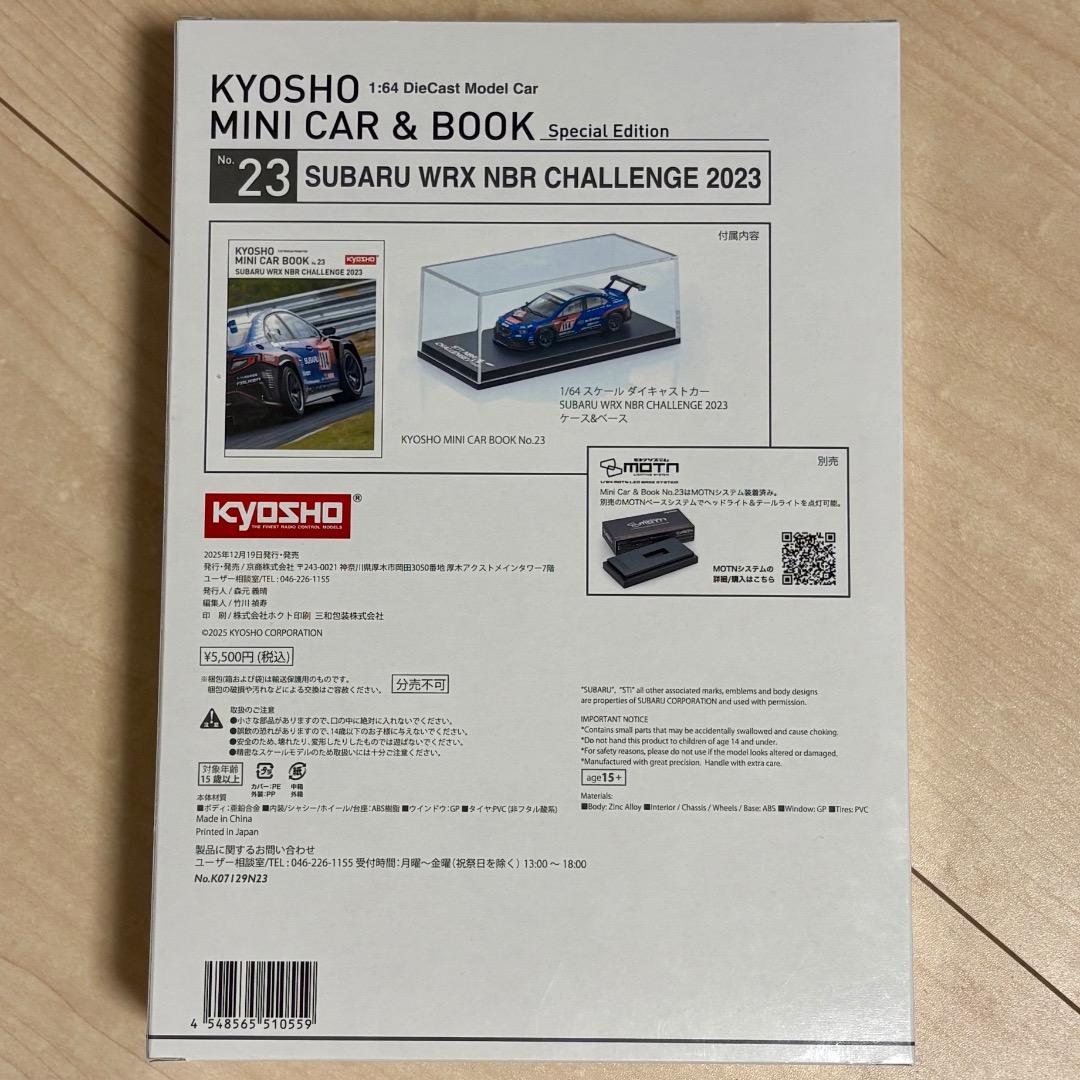 KYOSHO 1:64 DieCast Model Car
MINI CAR & BOOK Special Edition
No. 23 SUBARU WRX NBR CHALLENGE 2023
付属内容
KYOSHO
MINI CAR BOOK No.23
KYOSHO
SUBARU WRX NBR CHALLENGE 2023
SUBARU
114
FALKEN
1/64 スケール ダイキャストカー
SUBARU WRX NBR CHALLENGE 2023
ケース&ベース
KYOSHO MINI CAR BOOK No.23
MOTN
別売
Mini Car & Book No.23はMOTNシステム装着済み。
別売のMOTNベースシステムでヘッドライト&テールライトを点灯可能。
MOTNシステムの
詳細/購入はこちら
KYOSHO®
THE FINEST RADIO CONTROL MODELS
2025年12月19日発行・発売
発行・発売 / 京商株式会社 〒243-0021 神奈川県厚木市岡田3050番地 厚木アクストメインタワー7階
ユーザー相談室/TEL : 046-226-1155
発行人 / 森元 義晴
編集人 / 竹川 禎寿
印 刷 / 株式会社ホクト印刷 三和包装株式会社
©2025 KYOSHO CORPORATION
¥5,500円 (税込)
※梱包(箱および袋)は輸送保護用のものです。
梱包の破損や汚れなどによる交換はご容赦ください。
分売不可
注意
取扱のご注意
●小さな部品がありますので、口の中に絶対に入れないでください。
●誤飲の恐れがありますので、14歳以下のお子様に与えないでください。
●安全のため、壊れたり、変形したりしたものでは遊ばないでください。
●精密なスケールモデルのため取扱いには十分ご注意ください。
対象年齢
15歳以上
プラ
紙
カバー:PE
外装:PP
中箱
外箱
本体材質
■ボディ:亜鉛合金 ■内装/シャシー/ホイール/台座:ABS樹脂 ■ウインドウ:GP ■タイヤ:PVC (非フタル酸系)
Made in China
Printed in Japan
製品に関するお問い合わせ
ユーザー相談室/TEL : 046-226-1155 受付時間:月曜～金曜(祝祭日を除く) 13:00 ～ 18:00
No.K07129N23
"SUBARU", "STI" all other associated marks, emblems and body designs
are properties of SUBARU CORPORATION and used with permission.
IMPORTANT NOTICE
*Contains small parts that may be accidentally swallowed and cause choking.
*Do not hand this product to children of age 14 and under.
*For safety reasons, please do not use if the model looks altered or damaged.
*Manufactured with great precision. Handle with extra care.
age15+
Materials:
■Body: Zinc Alloy ■Interior / Chassis / Wheels / Base: ABS ■Window: GP ■Tires: PVC
4 548565 510559